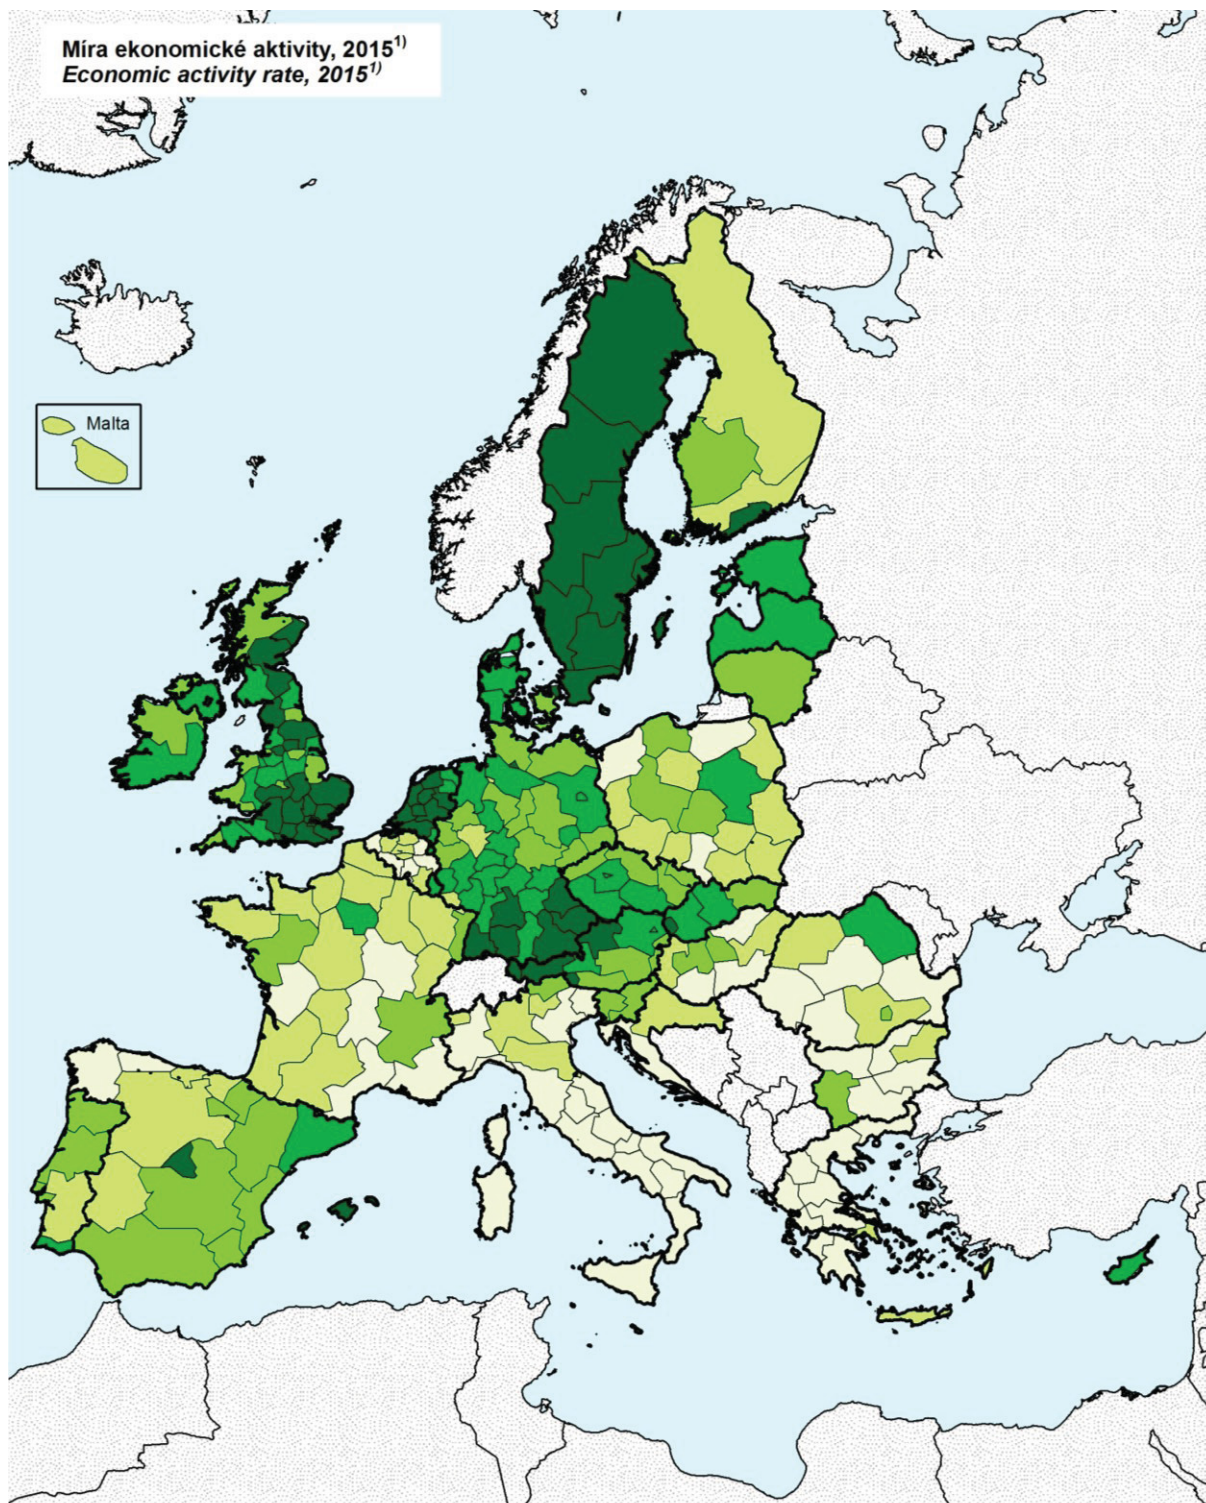 Míra ekonomické aktivity, 2015¹⁾
Economic activity rate, 2015¹⁾
Malta